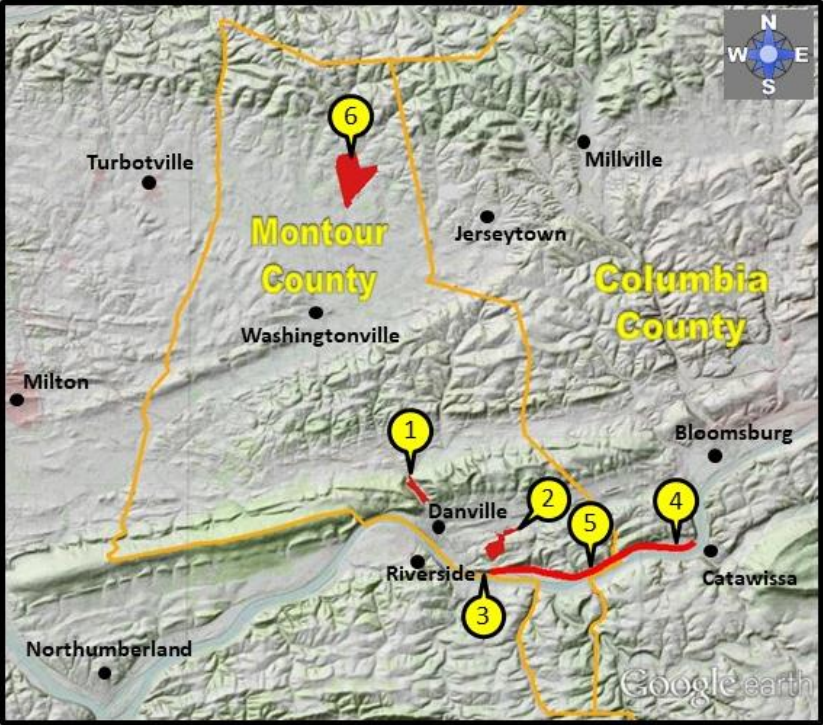 N
W E
S
6
Turbotville
Millville
Jerseytown
Montour
County
Columbia
County
Washingtonville
Milton
1
Bloomsburg
2
4
Danville
5
Riverside
Catawissa
3
Northumberland
Google earth